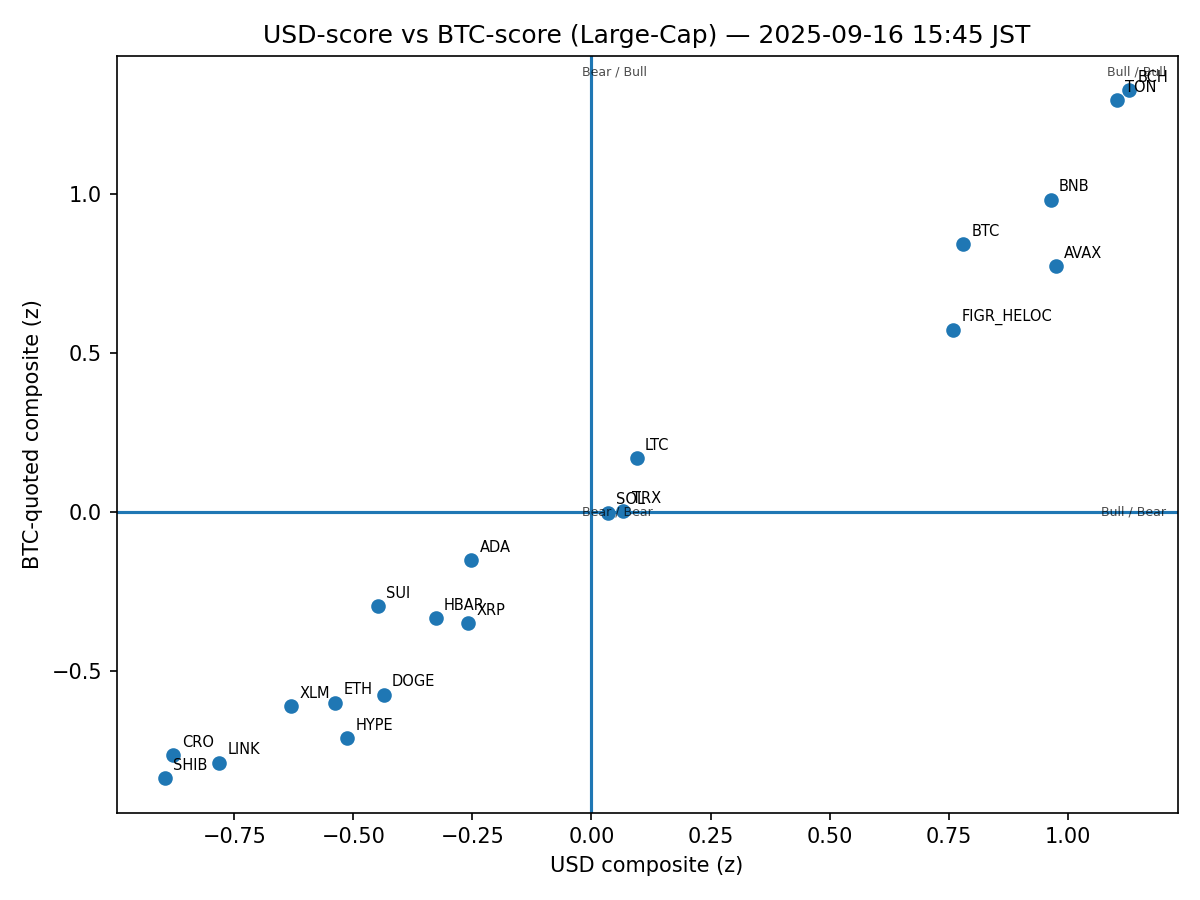 USD-score vs BTC-score (Large-Cap) — 2025-09-16 15:45 JST
Bear / Bull
Bull / Bull
BCH
TON
BNB
BTC
AVAX
FIGR_HELOC
LTC
SOL
TRX
Bear / Bear
Bull / Bear
ADA
SUI
HBAR
XRP
DOGE
ETH
XLM
HYPE
CRO
LINK
SHIB
1.0
0.5
0.0
−0.5
BTC-quoted composite (z)
−0.75
−0.50
−0.25
0.00
0.25
0.50
0.75
1.00
USD composite (z)